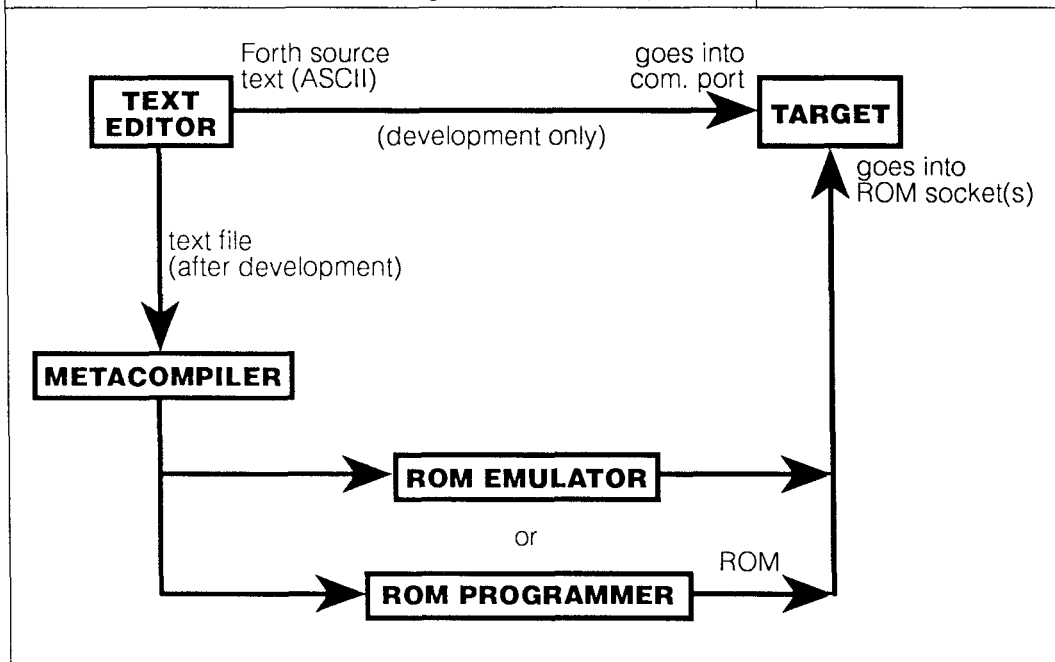 Forth source
text (ASCII)
goes into
com. port
TEXT
EDITOR
TARGET
(development only)
goes into
ROM socket(s)
text file
(after development)
METACOMPILER
ROM EMULATOR
or
ROM
ROM PROGRAMMER